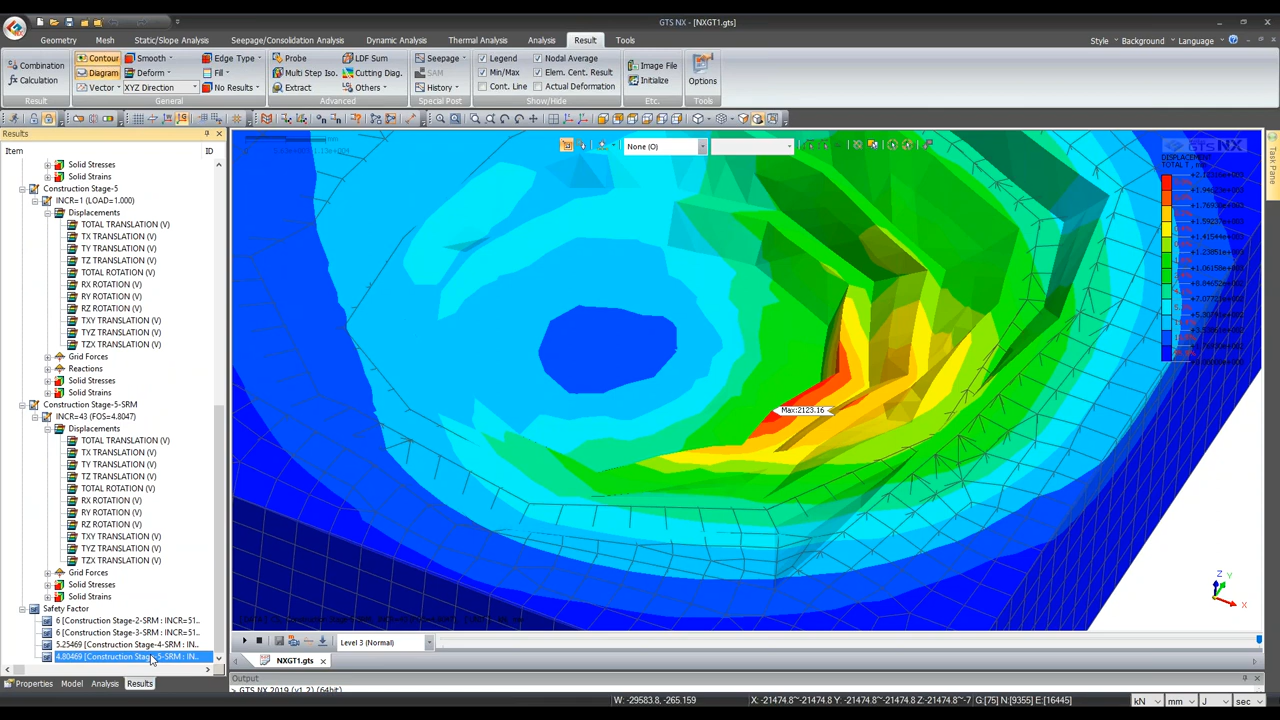 GTS NX - [NXGT1.gts]
Geometry Mesh Static/Slope Analysis Seepage/Consolidation Analysis Dynamic Analysis Thermal Analysis Analysis Result Tools Style Background Language
Combination Contour Smooth Edge Type Probe LDF Sum Seepage Legend Nodal Average Image File
Calculation Diagram Deform Fill Multi Step Iso. Cutting Diag. SAM Min/Max Elem. Cent. Result Initialize Options
Vector XYZ Direction No Results Extract Others History Cont. Line Actual Deformation
Result General Advanced Special Post Show/Hide Etc. Tools
Results
Item ID
None (O)
GTS NX
Task Pane
DISPLACEMENT
TOTAL T , mm
Solid Stresses
Solid Strains
Construction Stage-5
INCR=1 (LOAD=1.000)
Displacements
TOTAL TRANSLATION (V)
TX TRANSLATION (V)
TY TRANSLATION (V)
TZ TRANSLATION (V)
TOTAL ROTATION (V)
RX ROTATION (V)
RY ROTATION (V)
RZ ROTATION (V)
TXY TRANSLATION (V)
TYZ TRANSLATION (V)
TZX TRANSLATION (V)
Grid Forces
Reactions
Solid Stresses
Solid Strains
Construction Stage-5-SRM
INCR=43 (FOS=4.8047)
Displacements
TOTAL TRANSLATION (V)
TX TRANSLATION (V)
TY TRANSLATION (V)
TZ TRANSLATION (V)
TOTAL ROTATION (V)
RX ROTATION (V)
RY ROTATION (V)
RZ ROTATION (V)
TXY TRANSLATION (V)
TYZ TRANSLATION (V)
TZX TRANSLATION (V)
Grid Forces
Solid Stresses
Solid Strains
Safety Factor
6 [Construction Stage-2-SRM : INCR=51..
6 [Construction Stage-3-SRM : INCR=51..
5.25469 [Construction Stage-4-SRM : IN..
4.80469 [Construction Stage-5-SRM : IN..
Max:2123.16
Z
Y
X
Level 3 (Normal)
NXGT1.gts
Properties Model Analysis Results
Output
GTS NX 2019 (v1.2) (64bit)
W: -29583.8, -265.159 X: -21474.8~-21474.8 Y: -21474.8~-21474.8 Z:-21474.8~-7 G:[75] N:[9355] E:[16445] kN mm J sec